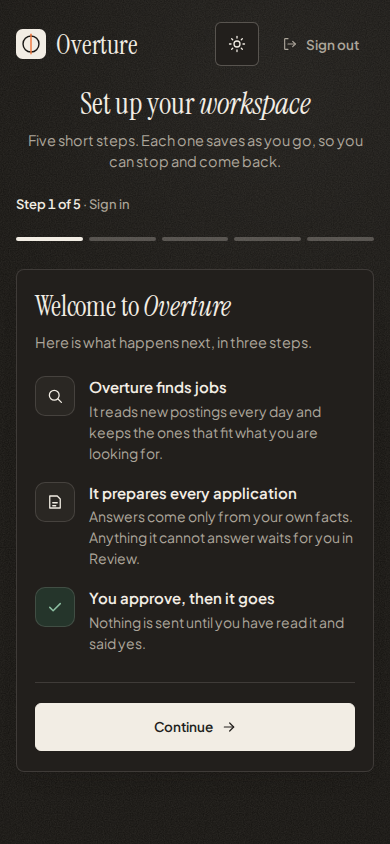 Overture
Sign out
Set up your workspace
Five short steps. Each one saves as you go, so you
can stop and come back.
Step 1 of 5 · Sign in
Welcome to Overture
Here is what happens next, in three steps.
Overture finds jobs
It reads new postings every day and
keeps the ones that fit what you are
looking for.
It prepares every application
Answers come only from your own facts.
Anything it cannot answer waits for you in
Review.
You approve, then it goes
Nothing is sent until you have read it and
said yes.
Continue →